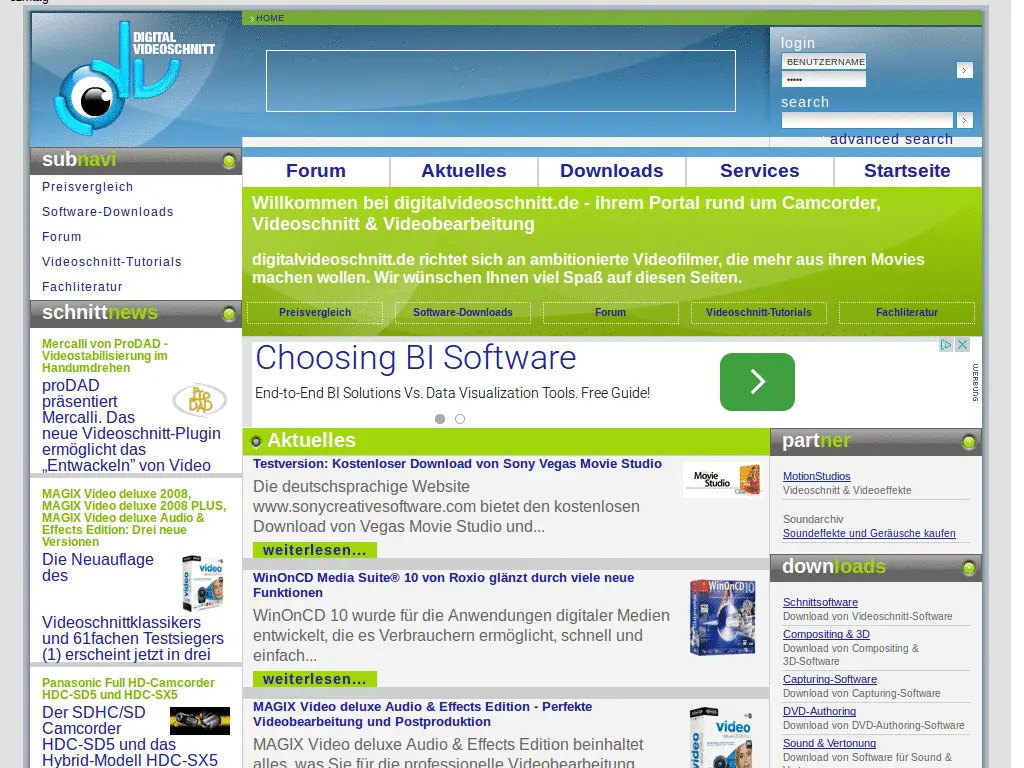 HOME
DIGITAL
VIDEOSCHNITT
login
BENUTZERNAME
•••••
search
advanced search
subnavi
Preisvergleich
Software-Downloads
Forum
Videoschnitt-Tutorials
Fachliteratur
Forum
Aktuelles
Downloads
Services
Startseite
Willkommen bei digitalvideoschnitt.de - ihrem Portal rund um Camcorder,
Videoschnitt & Videobearbeitung
digitalvideoschnitt.de richtet sich an ambitionierte Videofilmer, die mehr aus ihren Movies
machen wollen. Wir wünschen Ihnen viel Spaß auf diesen Seiten.
Preisvergleich
Software-Downloads
Forum
Videoschnitt-Tutorials
Fachliteratur
schnittnews
Mercalli von ProDAD -
Videostabilisierung im
Handumdrehen
proDAD
präsentiert
Mercalli. Das
neue Videoschnitt-Plugin
ermöglicht das
„Entwackeln” von Video
PRO
DAD
MAGIX Video deluxe 2008,
MAGIX Video deluxe 2008 PLUS,
MAGIX Video deluxe Audio &
Effects Edition: Drei neue
Versionen
Die Neuauflage
des
video
Videoschnittklassikers
und 61fachen Testsiegers
(1) erscheint jetzt in drei
Panasonic Full HD-Camcorder
HDC-SD5 und HDC-SX5
Der SDHC/SD
Camcorder
HDC-SD5 und das
Hybrid-Modell HDC-SX5
Choosing BI Software
End-to-End BI Solutions Vs. Data Visualization Tools. Free Guide!
WERBUNG
Aktuelles
Testversion: Kostenloser Download von Sony Vegas Movie Studio
Die deutschsprachige Website
www.sonycreativesoftware.com bietet den kostenlosen
Download von Vegas Movie Studio und...
weiterlesen...
Movie
Studio
WinOnCD Media Suite® 10 von Roxio glänzt durch viele neue
Funktionen
WinOnCD 10 wurde für die Anwendungen digitaler Medien
entwickelt, die es Verbrauchern ermöglicht, schnell und
einfach...
weiterlesen...
WinOnCD 10
MAGIX Video deluxe Audio & Effects Edition - Perfekte
Videobearbeitung und Postproduktion
MAGIX Video deluxe Audio & Effects Edition beinhaltet
alles, was Sie für die professionelle Videobearbeitung
video
partner
MotionStudios
Videoschnitt & Videoeffekte
Soundarchiv
Soundeffekte und Geräusche kaufen
downloads
Schnittsoftware
Download von Videoschnitt-Software
Compositing & 3D
Download von Compositing &
3D-Software
Capturing-Software
Download von Capturing-Software
DVD-Authoring
Download von DVD-Authoring-Software
Sound & Vertonung
Download von Software für Sound &